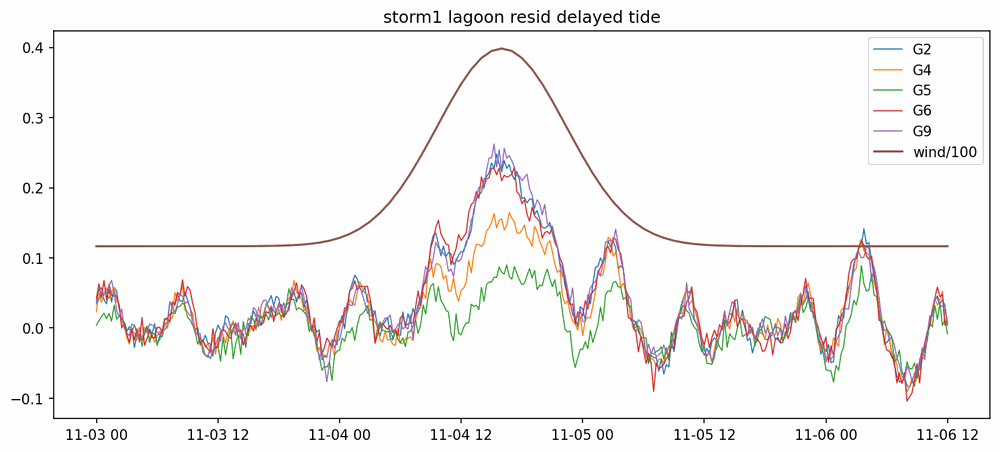 storm1 lagoon resid delayed tide
0.4
0.3
0.2
0.1
0.0
−0.1
G2
G4
G5
G6
G9
wind/100
11-03 00 11-03 12 11-04 00 11-04 12 11-05 00 11-05 12 11-06 00 11-06 12